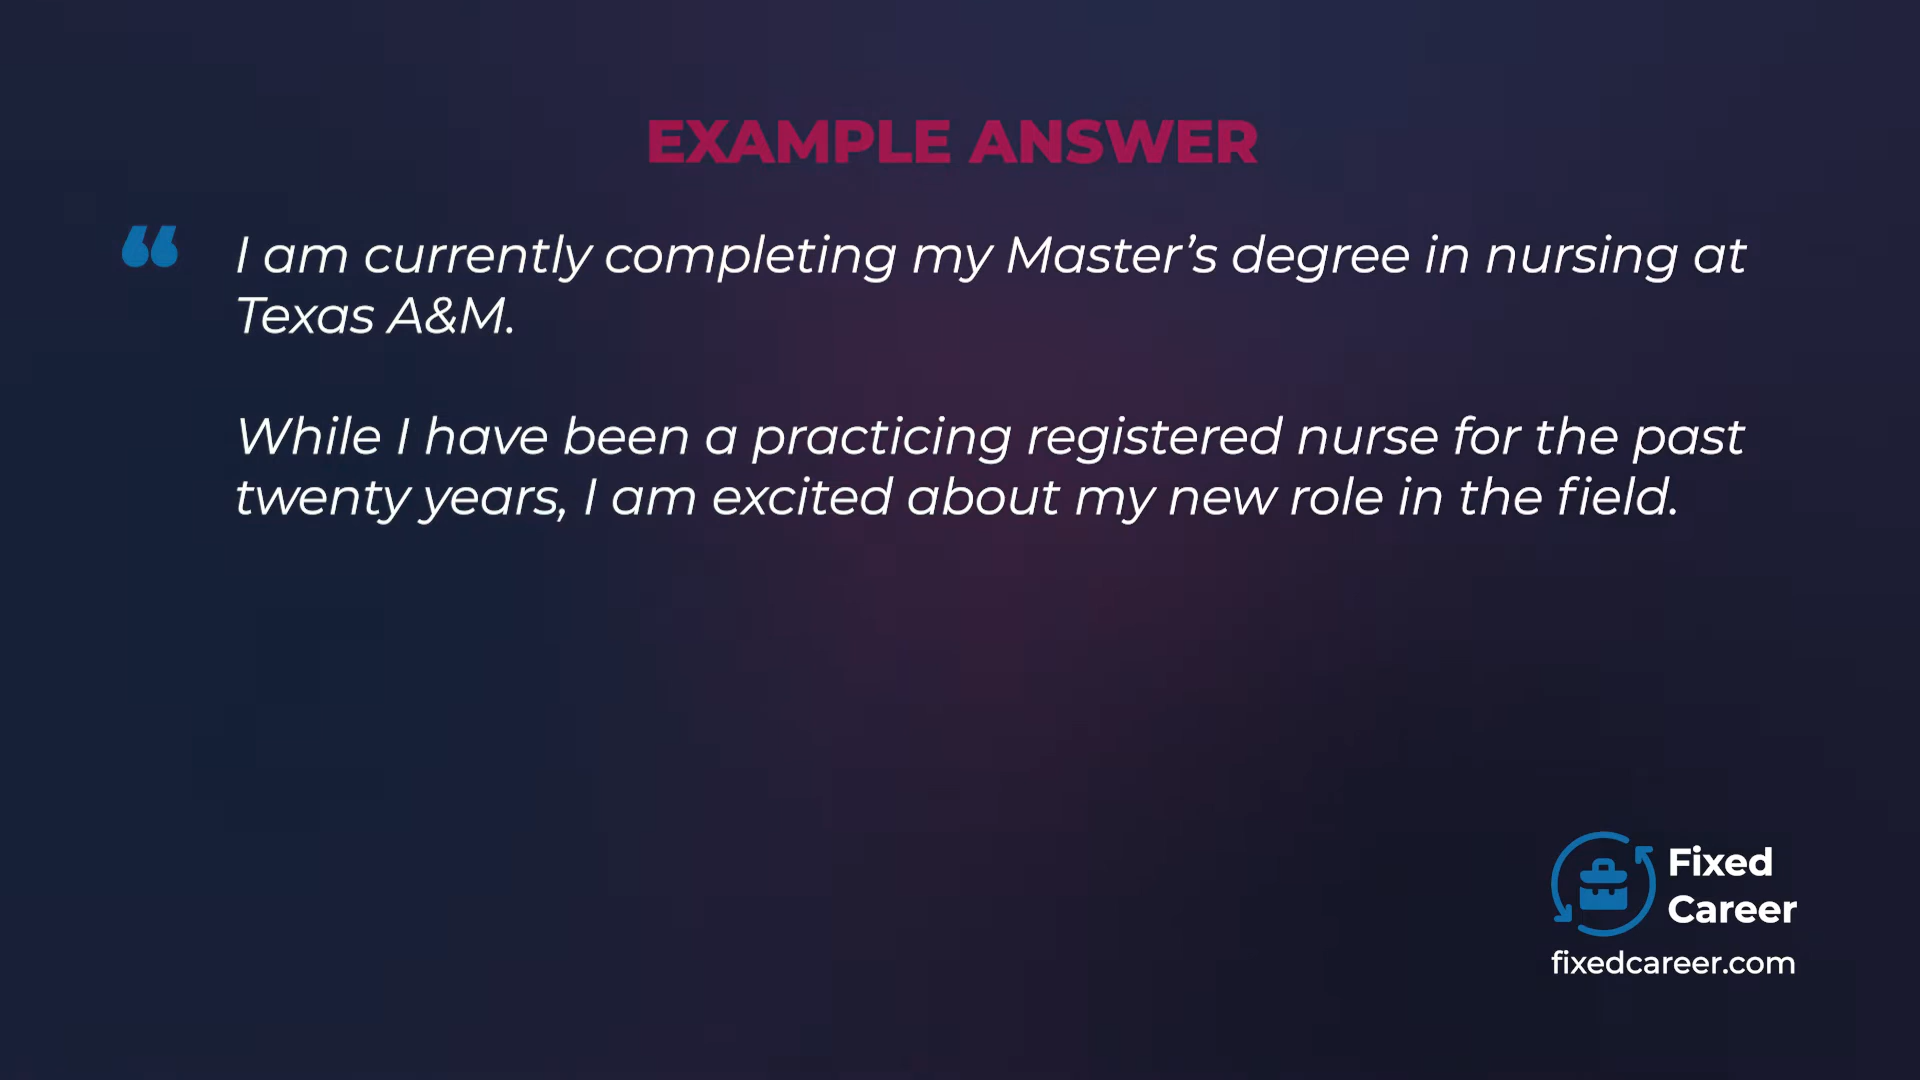 EXAMPLE ANSWER
“ I am currently completing my Master’s degree in nursing at
Texas A&M.
While I have been a practicing registered nurse for the past
twenty years, I am excited about my new role in the field.
Fixed
Career
fixedcareer.com